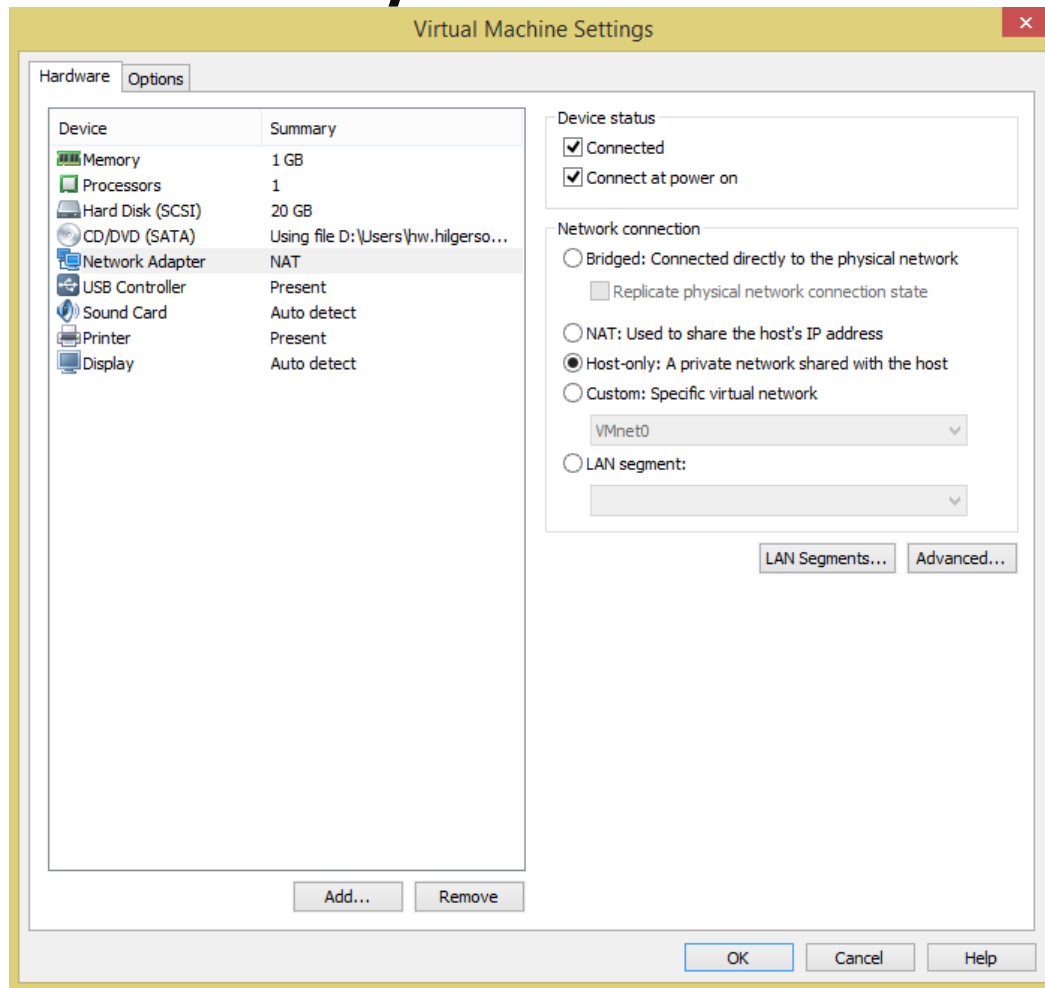 Virtual Machine Settings
Hardware Options
Device Summary
Memory 1 GB
Processors 1
Hard Disk (SCSI) 20 GB
CD/DVD (SATA) Using file D:\Users\hw.hilgerso...
Network Adapter NAT
USB Controller Present
Sound Card Auto detect
Printer Present
Display Auto detect
Add... Remove
Device status
Connected
Connect at power on
Network connection
Bridged: Connected directly to the physical network
Replicate physical network connection state
NAT: Used to share the host's IP address
Host-only: A private network shared with the host
Custom: Specific virtual network
VMnet0
LAN segment:
LAN Segments... Advanced...
OK Cancel Help